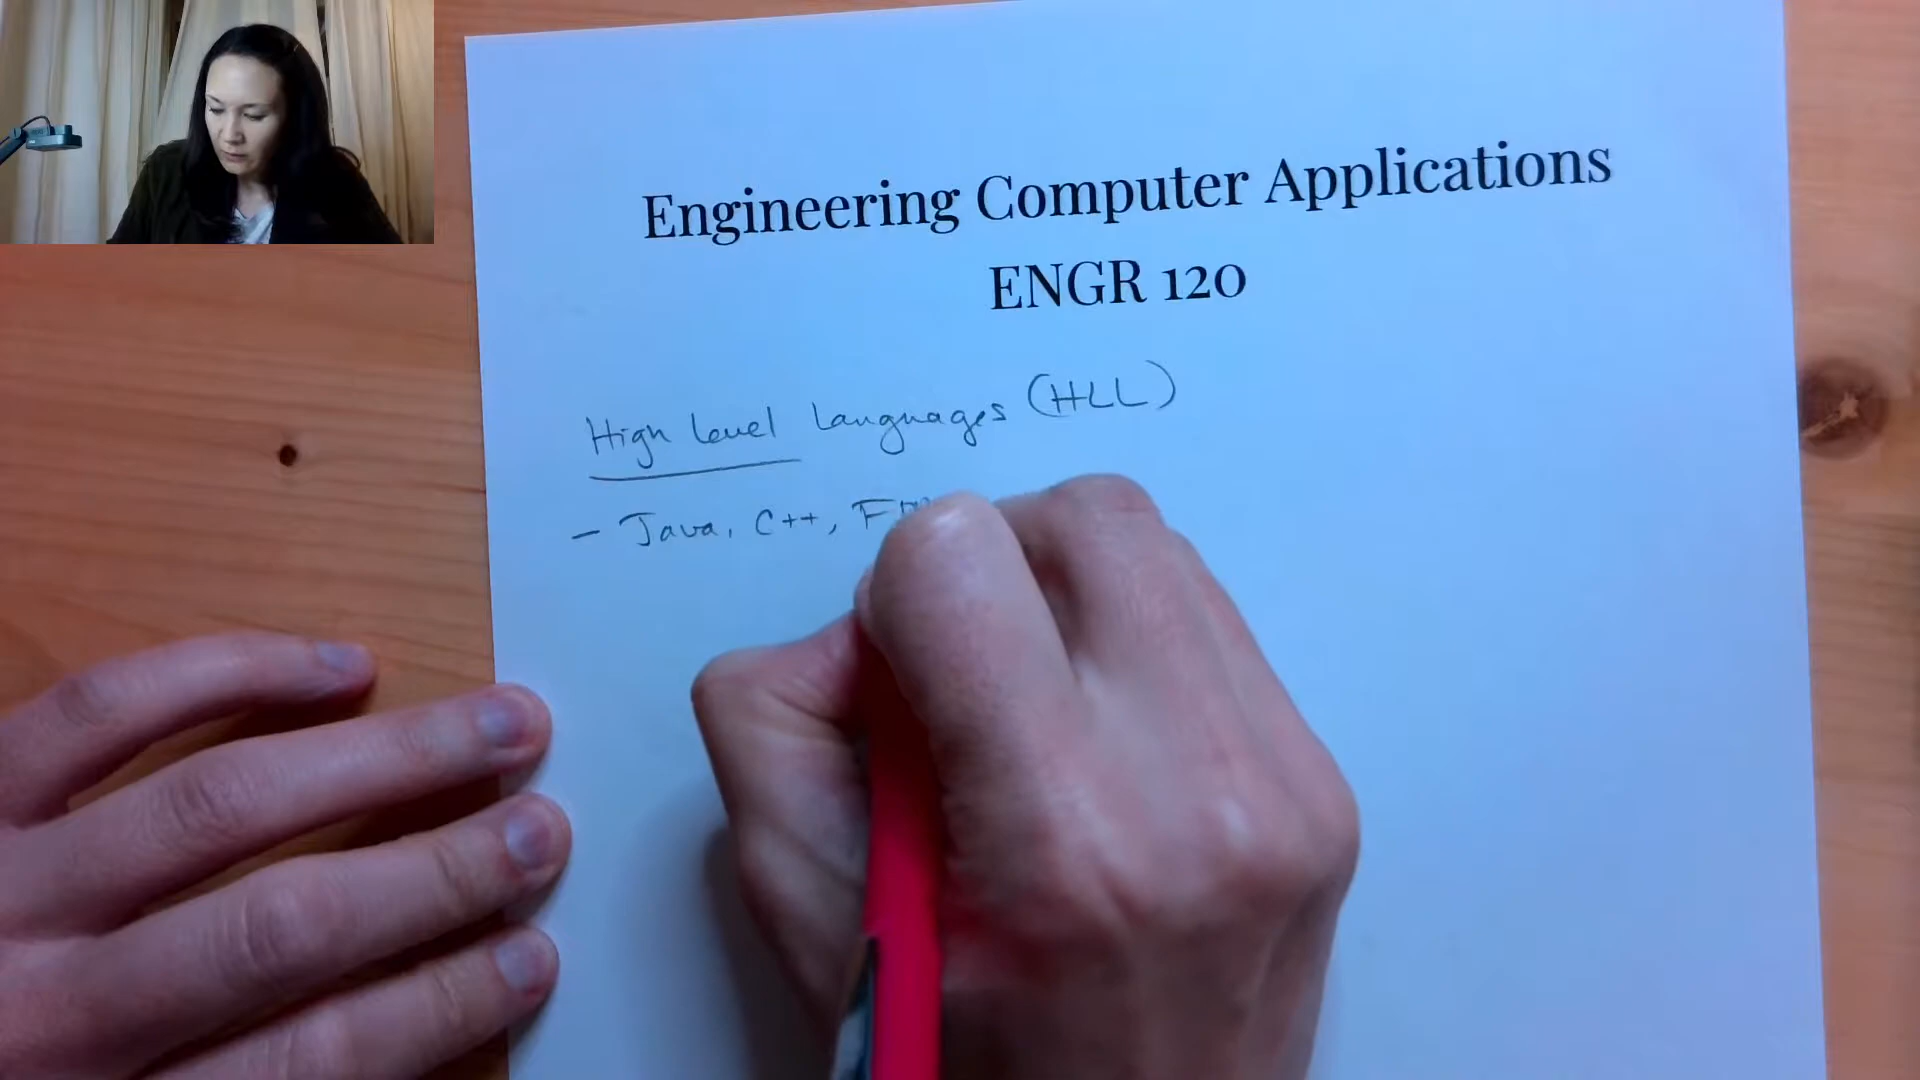 Engineering Computer Applications
ENGR 120
High level languages (HLL)
- Java, C++,